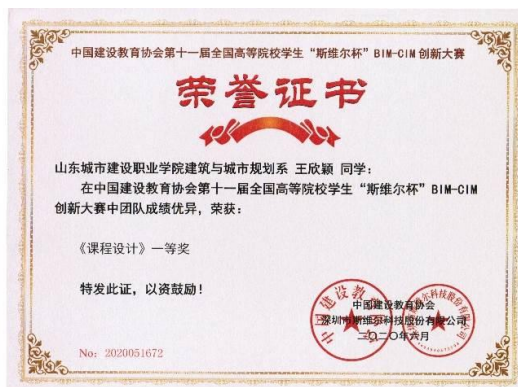 中国建设教育协会第十一届全国高等院校学生“斯维尔杯”BIM-CIM创新大赛
荣誉证书
山东城市建设职业学院建筑与城市规划系 王欣颖 同学：
在中国建设教育协会第十一届全国高等院校学生“斯维尔杯”BIM-CIM
创新大赛中团队成绩优异，荣获：
《课程设计》一等奖
特发此证，以资鼓励！
中国建设教育协会
深圳市斯维尔科技股份有限公司
二〇二〇年六月
No：2020051672